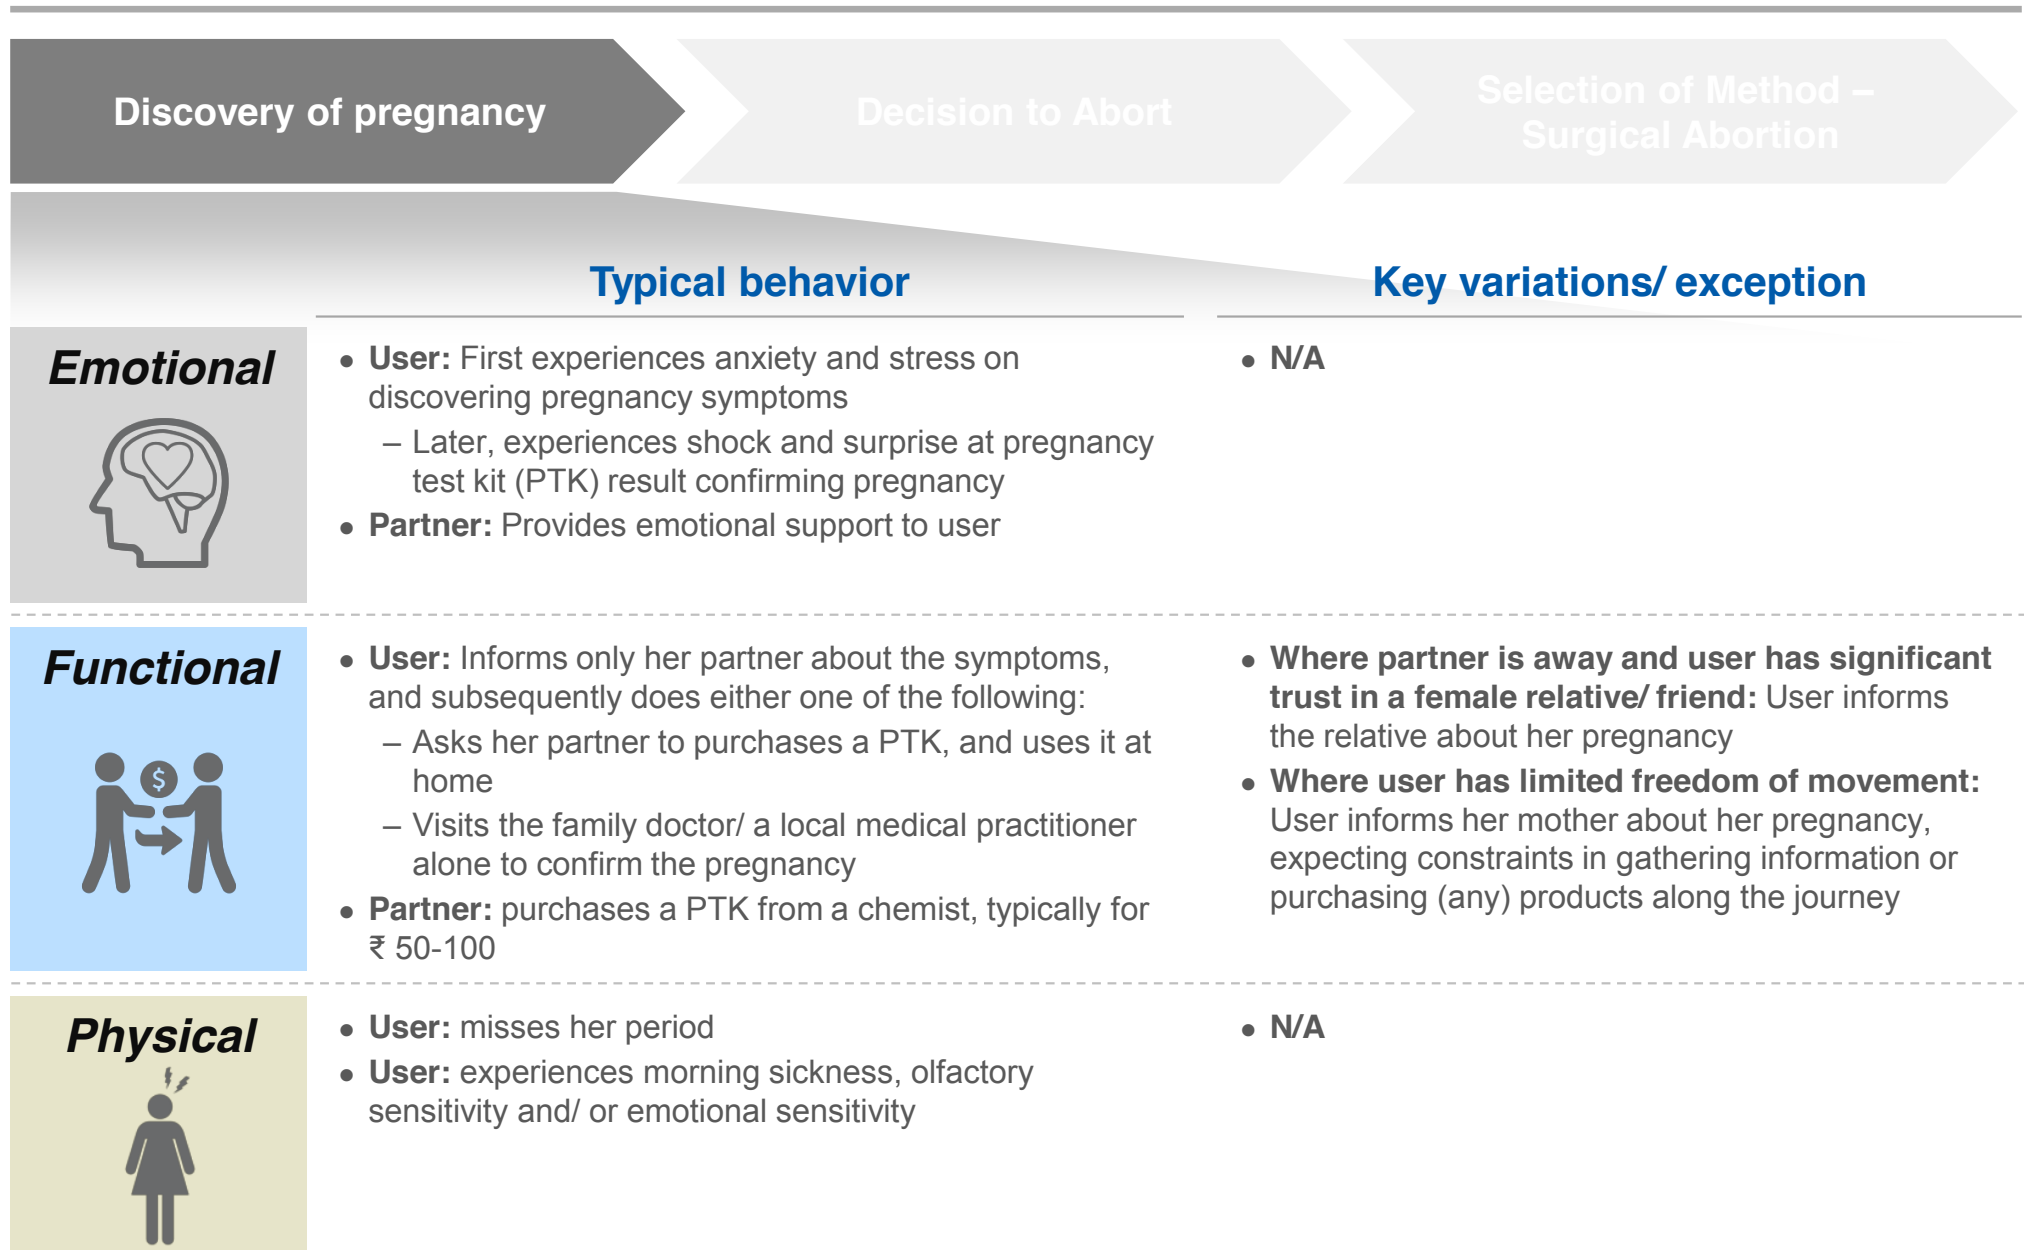 Discovery of pregnancy
Decision to Abort
Selection of Method –
Surgical Abortion
Typical behavior
Key variations/ exception
Emotional
● User: First experiences anxiety and stress on
discovering pregnancy symptoms
– Later, experiences shock and surprise at pregnancy
test kit (PTK) result confirming pregnancy
● Partner: Provides emotional support to user
● N/A
Functional
$
● User: Informs only her partner about the symptoms,
and subsequently does either one of the following:
– Asks her partner to purchases a PTK, and uses it at
home
– Visits the family doctor/ a local medical practitioner
alone to confirm the pregnancy
● Partner: purchases a PTK from a chemist, typically for
₹ 50-100
● Where partner is away and user has significant
trust in a female relative/ friend: User informs
the relative about her pregnancy
● Where user has limited freedom of movement:
User informs her mother about her pregnancy,
expecting constraints in gathering information or
purchasing (any) products along the journey
Physical
● User: misses her period
● User: experiences morning sickness, olfactory
sensitivity and/ or emotional sensitivity
● N/A